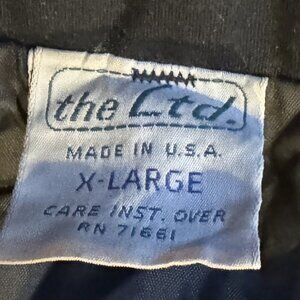 the Ltd.
MADE IN U.S.A.
X-LARGE
CARE INST. OVER
RN 71661